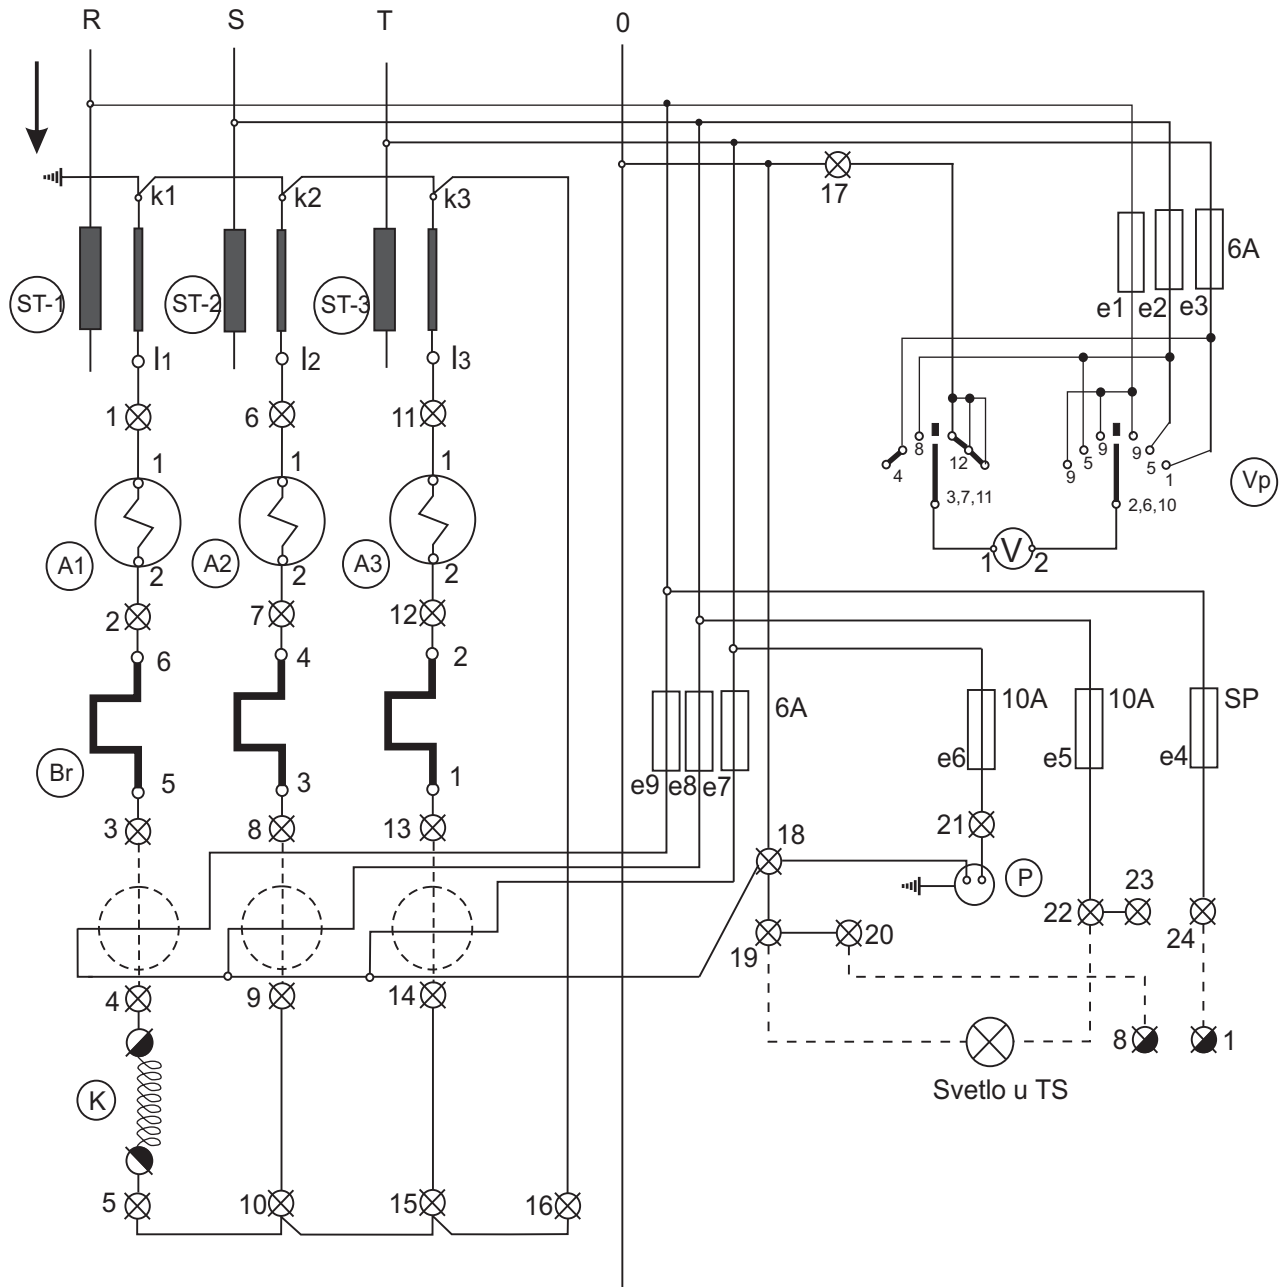 R S T 0
k1 k2 k3
17
6A
ST-1 ST-2 ST-3
e1 e2 e3
l1 l2 l3
1 6 11
8 9 9
12 5 5
4 9 1
1 1 1
Vp
3,7,11 2,6,10
A1 A2 A3
2 2 2
1 V 2
2 7 12
6 4 2
6A 10A 10A SP
Br
5 3 1
e9 e8 e7 e6 e5 e4
3 8 13 18 21
P
23
22
19 20 24
4 9 14
8 1
K
Svetlo u TS
5 10 15 16